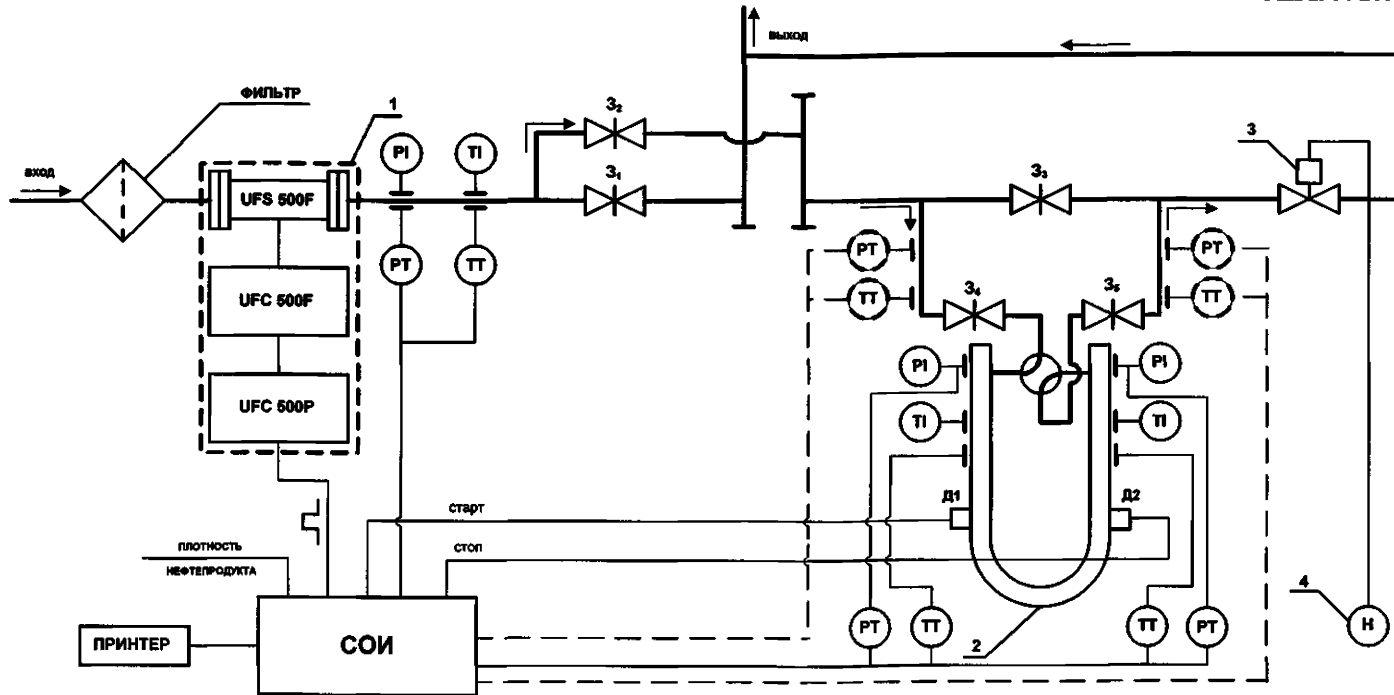 выход
ФИЛЬТР
1
З2
3
вход
PI
TI
UFS 500F
З1
З3
PT
TT
PT
PT
TT
TT
UFC 500F
З4
З5
PI
PI
UFC 500P
TI
TI
Д1
Д2
старт
стоп
ПЛОТНОСТЬ
НЕФТЕПРОДУКТА
ПРИНТЕР
СОИ
PT
TT
2
TT
PT
4
Н